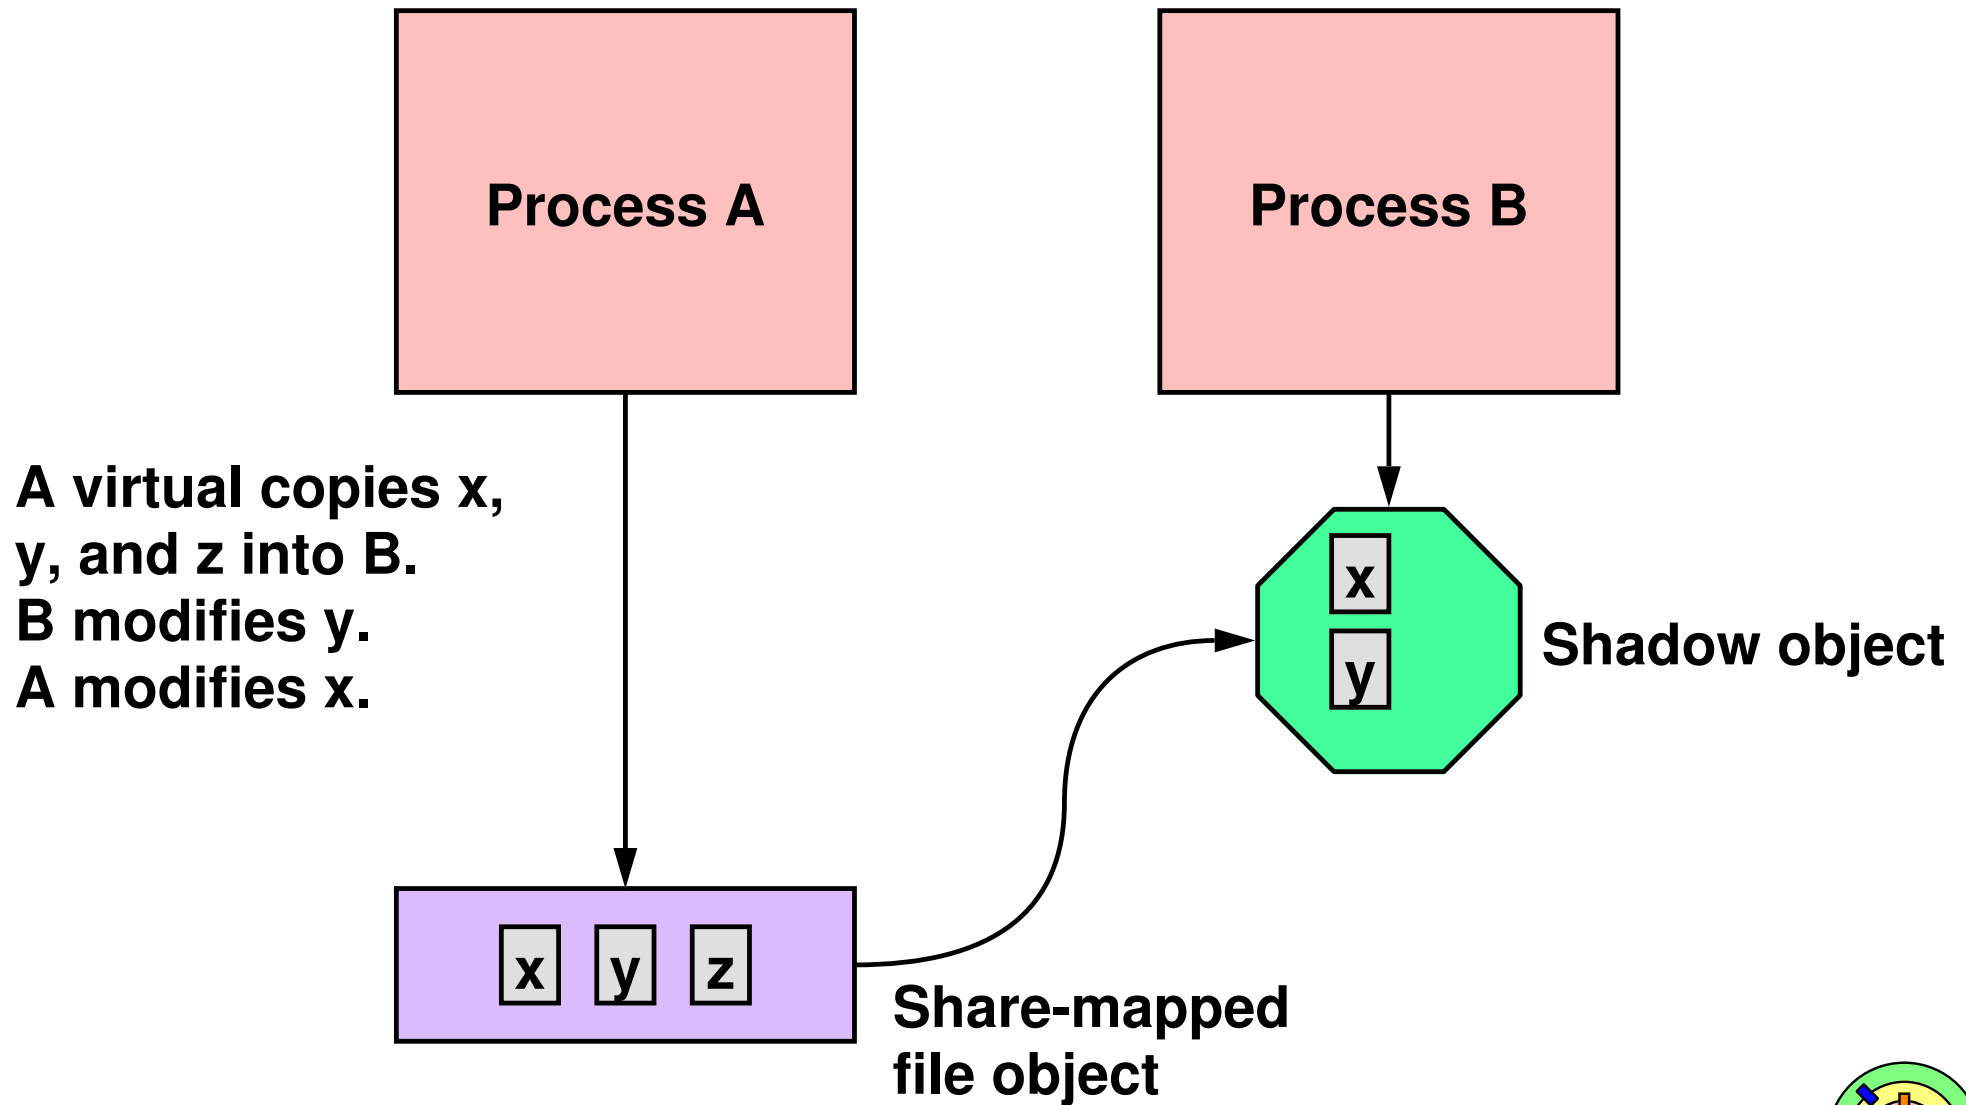 Process A
Process B
A virtual copies x,
y, and z into B.
B modifies y.
A modifies x.
x
y
Shadow object
x y z
Share-mapped
file object